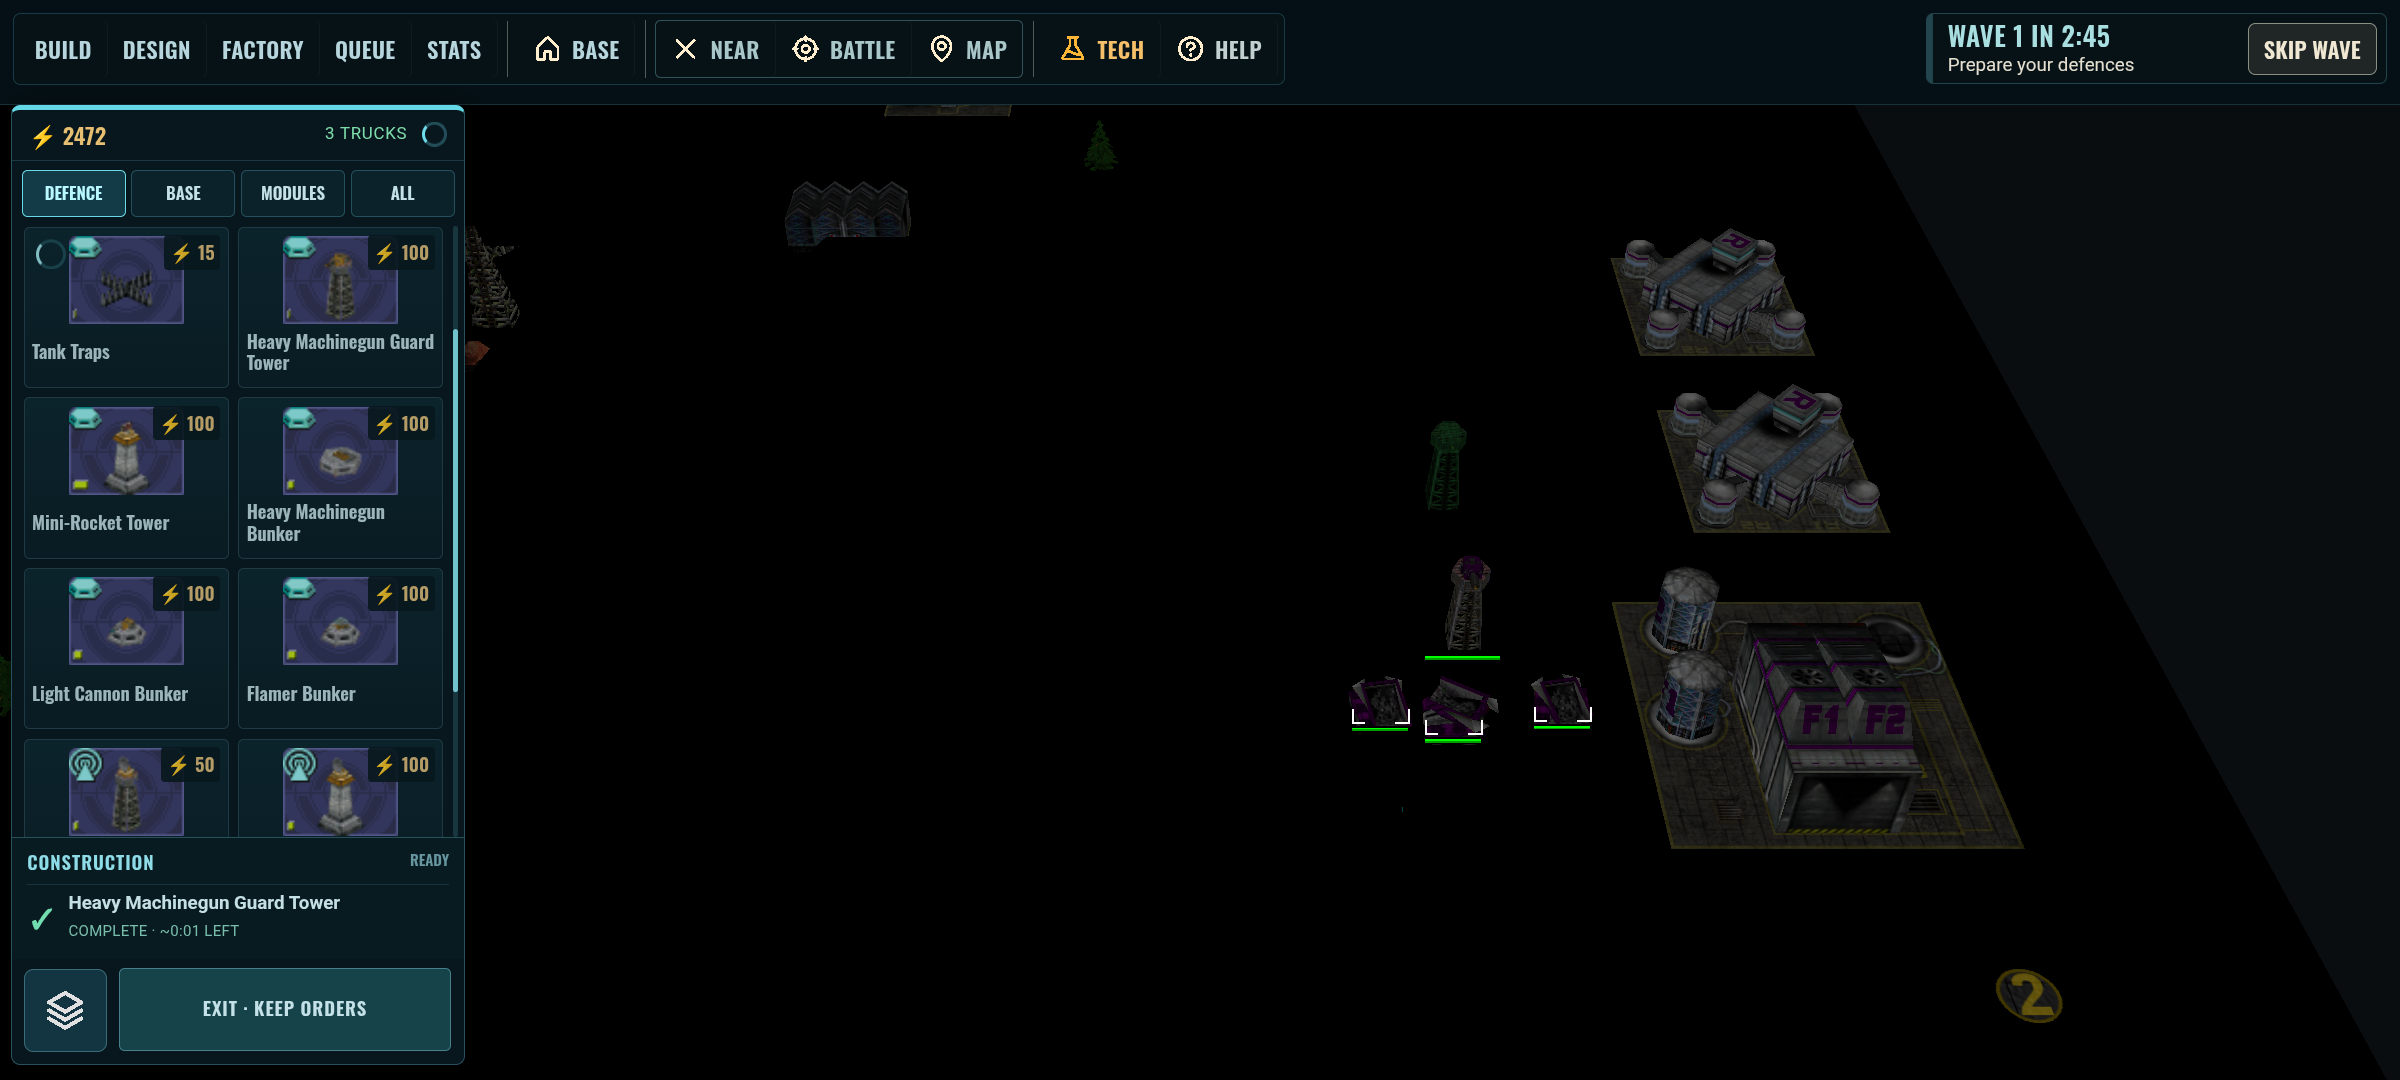 BUILD DESIGN FACTORY QUEUE STATS BASE NEAR BATTLE MAP TECH HELP
WAVE 1 IN 2:45
Prepare your defences
SKIP WAVE
2472
3 TRUCKS
DEFENCE BASE MODULES ALL
15
Tank Traps
100
Heavy Machinegun Guard
Tower
100
Mini-Rocket Tower
100
Heavy Machinegun
Bunker
100
Light Cannon Bunker
100
Flamer Bunker
50
100
CONSTRUCTION
READY
Heavy Machinegun Guard Tower
COMPLETE · ~0:01 LEFT
EXIT · KEEP ORDERS
R
R
F1 F2
2